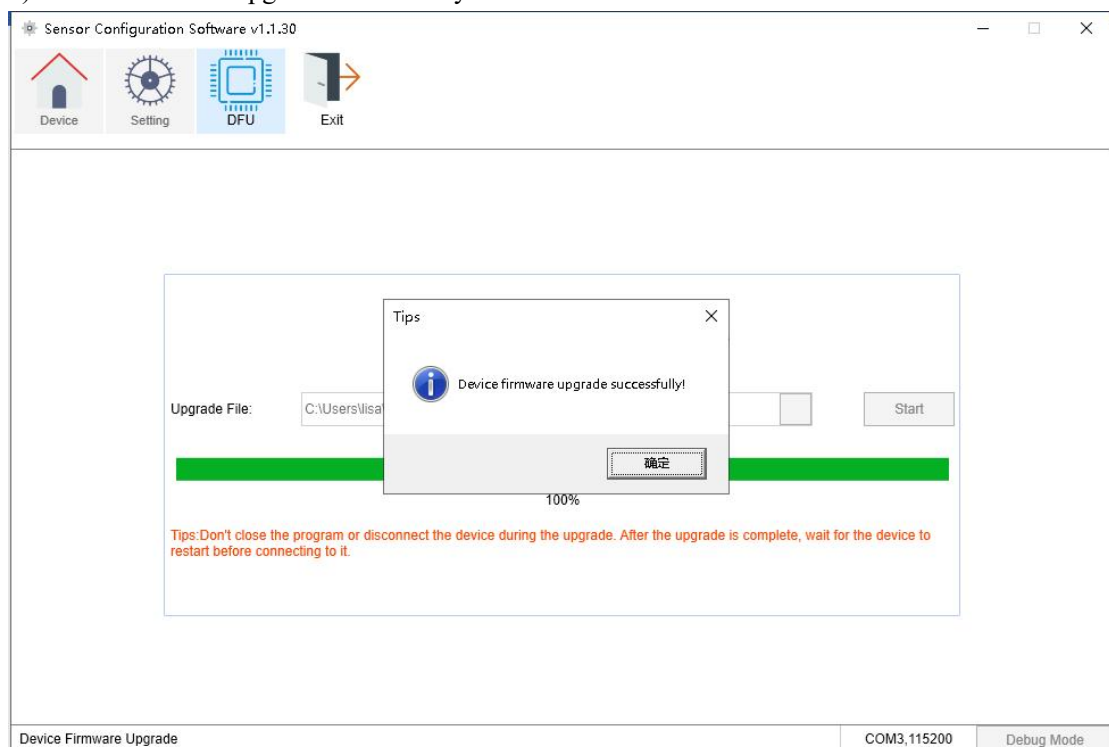 Sensor Configuration Software v1.1.30
Device Setting DFU Exit
Tips
Device firmware upgrade successfully!
Upgrade File: C:\Users\lisa\ Start
确定
100%
Tips:Don't close the program or disconnect the device during the upgrade. After the upgrade is complete, wait for the device to
restart before connecting to it.
Device Firmware Upgrade COM3,115200 Debug Mode